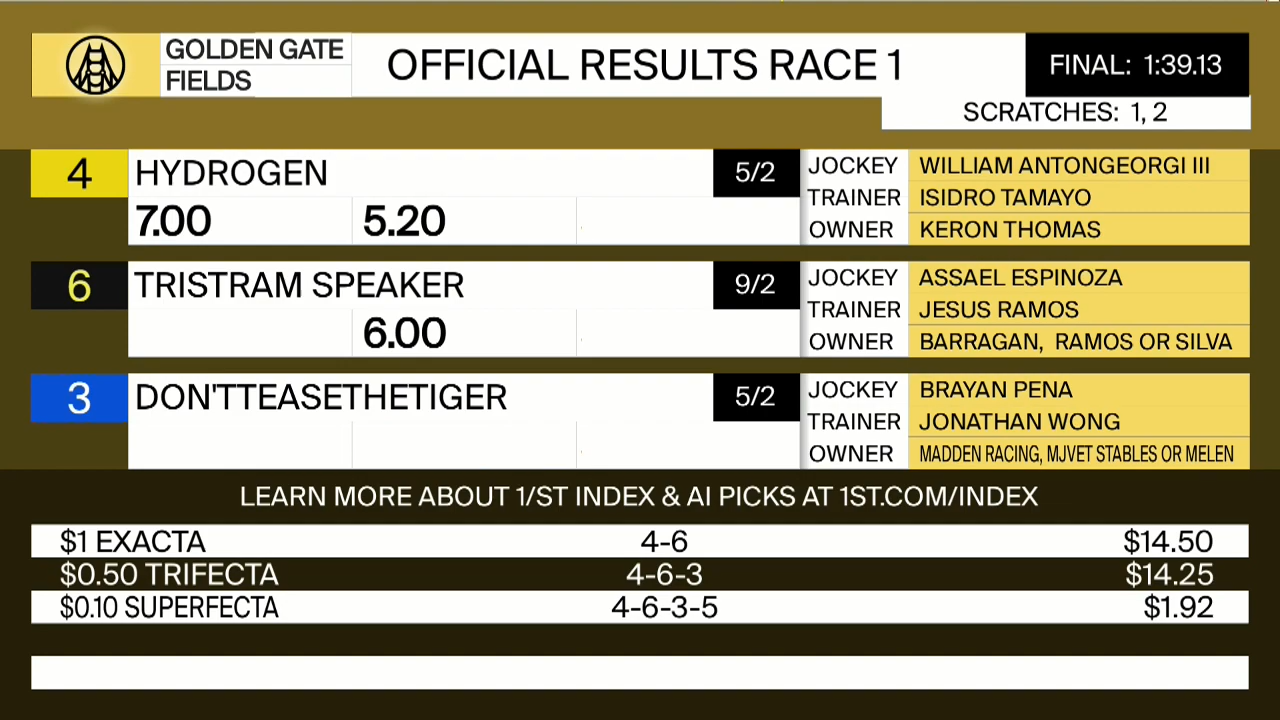 GOLDEN GATE
FIELDS
OFFICIAL RESULTS RACE 1
FINAL: 1:39.13
SCRATCHES: 1, 2
4 HYDROGEN 5/2
7.00 5.20
JOCKEY WILLIAM ANTONGEORGI III
TRAINER ISIDRO TAMAYO
OWNER KERON THOMAS
6 TRISTRAM SPEAKER 9/2
6.00
JOCKEY ASSAEL ESPINOZA
TRAINER JESUS RAMOS
OWNER BARRAGAN, RAMOS OR SILVA
3 DON'TTEASETHETIGER 5/2
JOCKEY BRAYAN PENA
TRAINER JONATHAN WONG
OWNER MADDEN RACING, MJVET STABLES OR MELEN
LEARN MORE ABOUT 1/ST INDEX & AI PICKS AT 1ST.COM/INDEX
$1 EXACTA 4-6 $14.50
$0.50 TRIFECTA 4-6-3 $14.25
$0.10 SUPERFECTA 4-6-3-5 $1.92